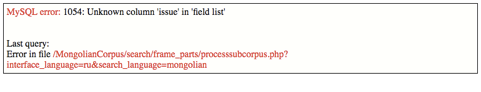 MySQL error: 1054: Unknown column 'issue' in 'field list'
Last query:
Error in file /MongolianCorpus/search/frame_parts/processsubcorpus.php?
interface_language=ru&search_language=mongolian